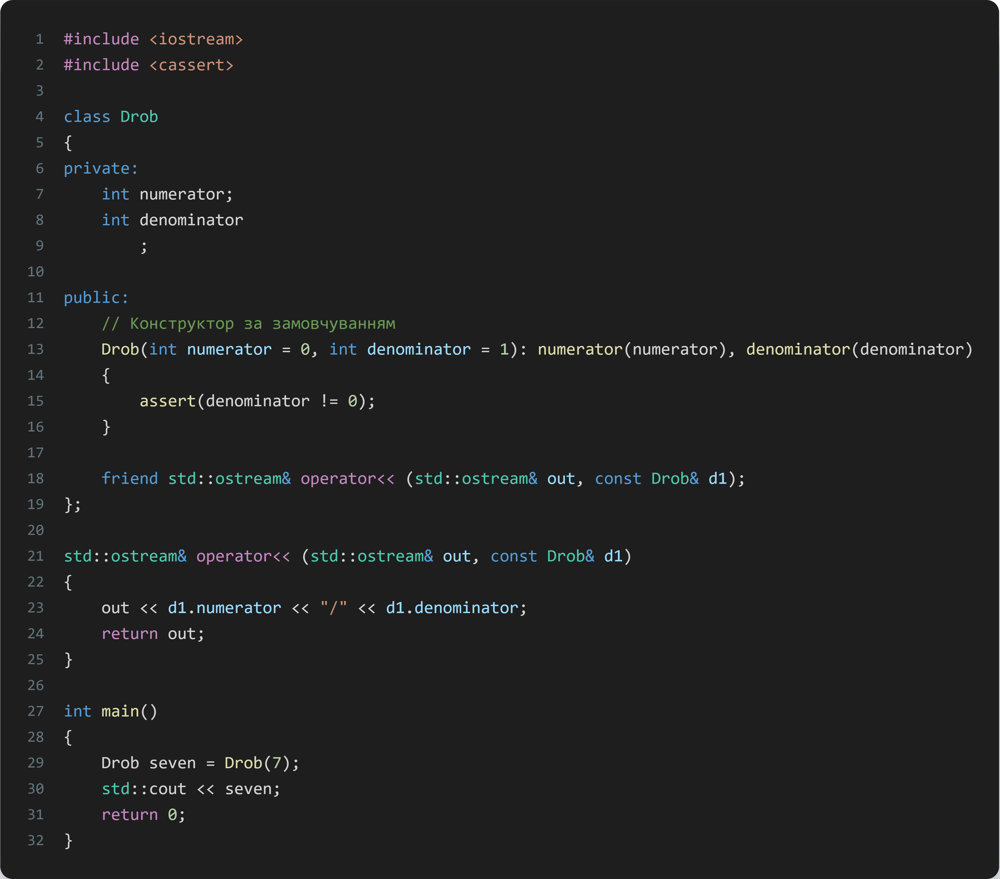 1 #include <iostream>
2 #include <cassert>
3
4 class Drob
5 {
6 private:
7     int numerator;
8     int denominator
9         ;
10
11 public:
12     // Конструктор за замовчуванням
13     Drob(int numerator = 0, int denominator = 1): numerator(numerator), denominator(denominator)
14     {
15         assert(denominator != 0);
16     }
17
18     friend std::ostream& operator<< (std::ostream& out, const Drob& d1);
19 };
20
21 std::ostream& operator<< (std::ostream& out, const Drob& d1)
22 {
23     out << d1.numerator << "/" << d1.denominator;
24     return out;
25 }
26
27 int main()
28 {
29     Drob seven = Drob(7);
30     std::cout << seven;
31     return 0;
32 }